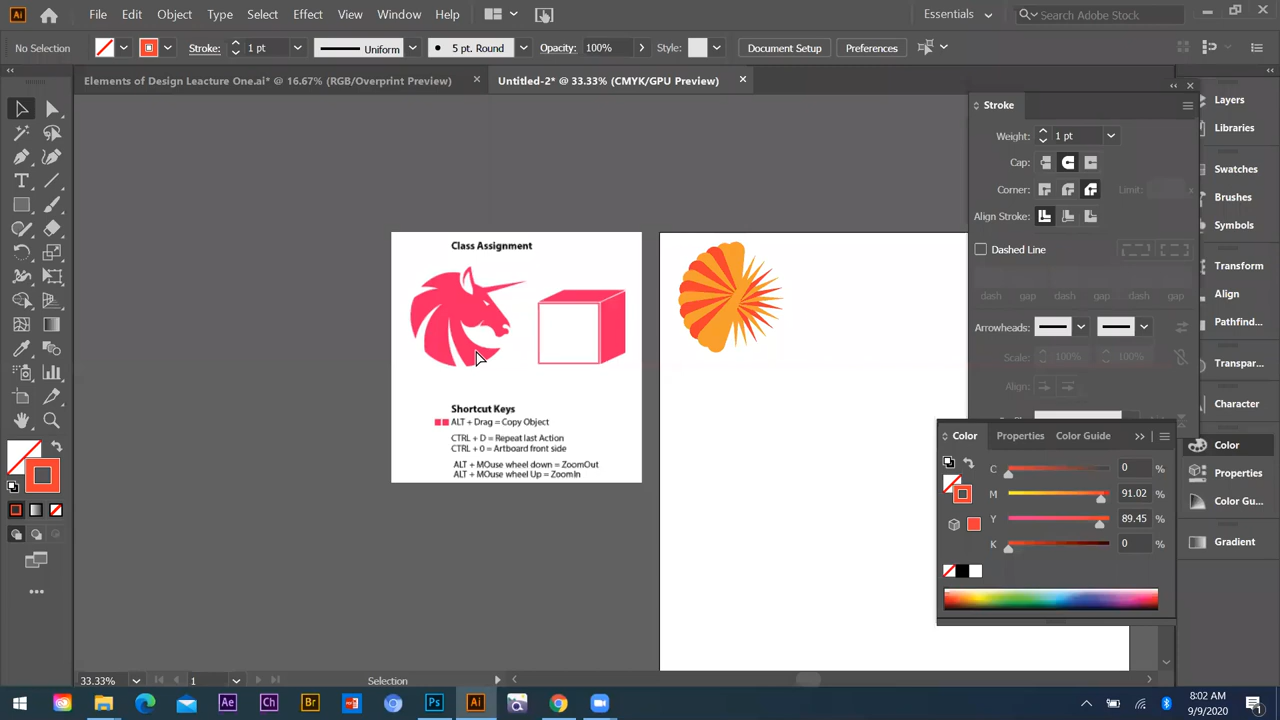 Ai File Edit Object Type Select Effect View Window Help Essentials Search Adobe Stock
No Selection Stroke: 1 pt Uniform 5 pt. Round Opacity: 100% Style: Document Setup Preferences
Elements of Design Leacture One.ai* @ 16.67% (RGB/Overprint Preview) × Untitled-2* @ 33.33% (CMYK/GPU Preview) ×
Class Assignment
Shortcut Keys
ALT + Drag = Copy Object
CTRL + D = Repeat last Action
CTRL + 0 = Artboard front side
ALT + MOuse wheel down = ZoomOut
ALT + MOuse wheel Up = ZoomIn
Stroke
Weight: 1 pt
Cap:
Corner: Limit:
Align Stroke:
Dashed Line
dash gap dash gap dash gap
Arrowheads:
Scale: 100% 100%
Align:
Color Properties Color Guide
C 0 %
M 91.02 %
Y 89.45 %
K 0 %
Layers
Libraries
Swatches
Brushes
Symbols
Transform
Align
Pathfind...
Transpar...
Character
Color
Properties
Color Gu...
Gradient
33.33% 1 Selection
Ae Ch Br Ps Ai
8:02 AM
9/9/2020